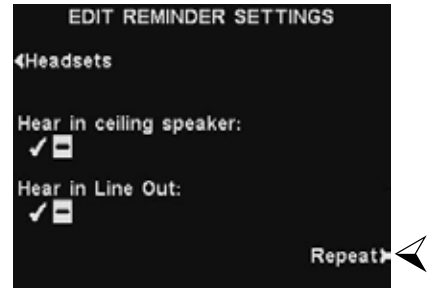 EDIT REMINDER SETTINGS
Headsets
Hear in ceiling speaker:
Hear in Line Out:
Repeat